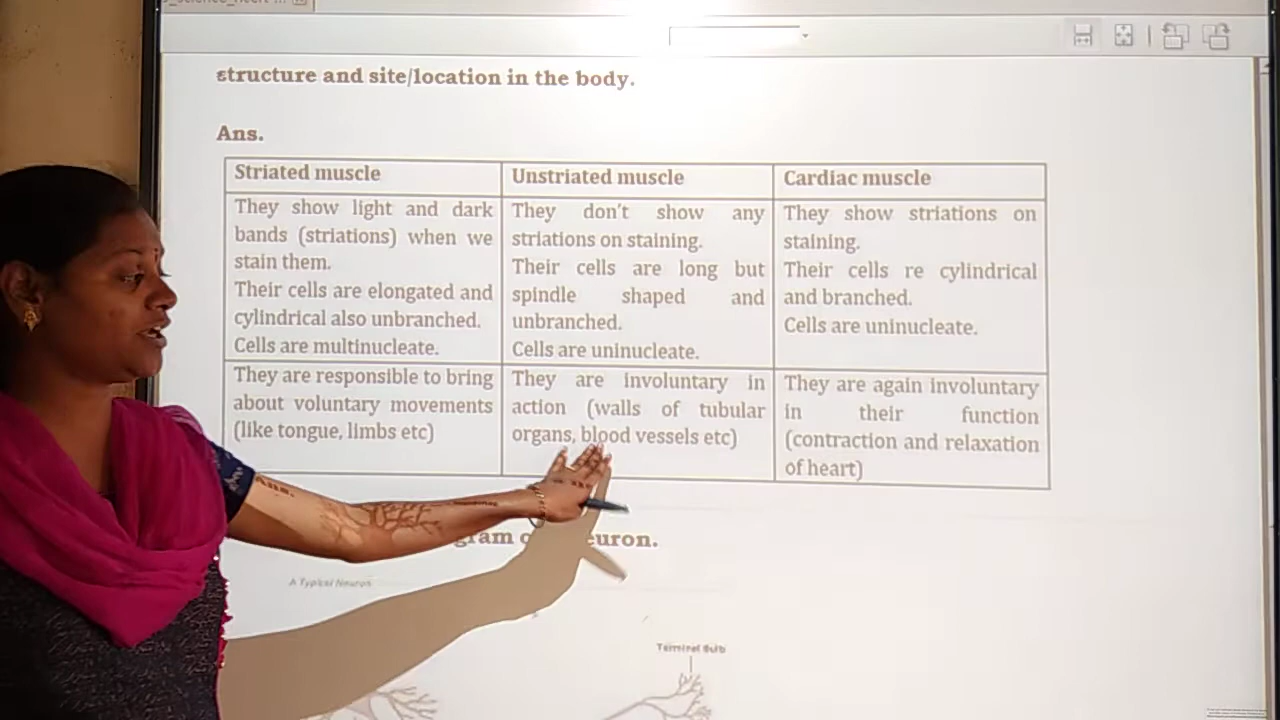 structure and site/location in the body.
Ans.
Striated muscle
They show light and dark
bands (striations) when we
stain them.
Their cells are elongated and
cylindrical also unbranched.
Cells are multinucleate.
They are responsible to bring
about voluntary movements
(like tongue, limbs etc)
Unstriated muscle
They don't show any
striations on staining.
Their cells are long but
spindle shaped and
unbranched.
Cells are uninucleate.
They are involuntary in
action (walls of tubular
organs, blood vessels etc)
Cardiac muscle
They show striations on
staining.
Their cells re cylindrical
and branched.
Cells are uninucleate.
They are again involuntary
in their function
(contraction and relaxation
of heart)
A Typical Neuron
Terminal Bulb